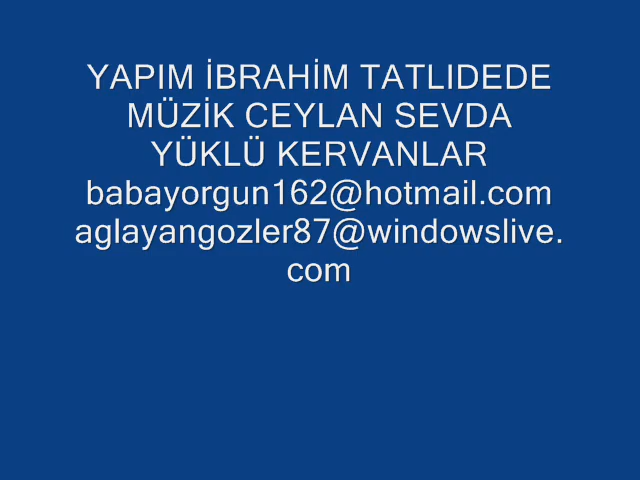 YAPIM İBRAHİM TATLIDEDE
MÜZİK CEYLAN SEVDA
YÜKLÜ KERVANLAR
babayorgun162@hotmail.com
aglayangozler87@windowslive.
com